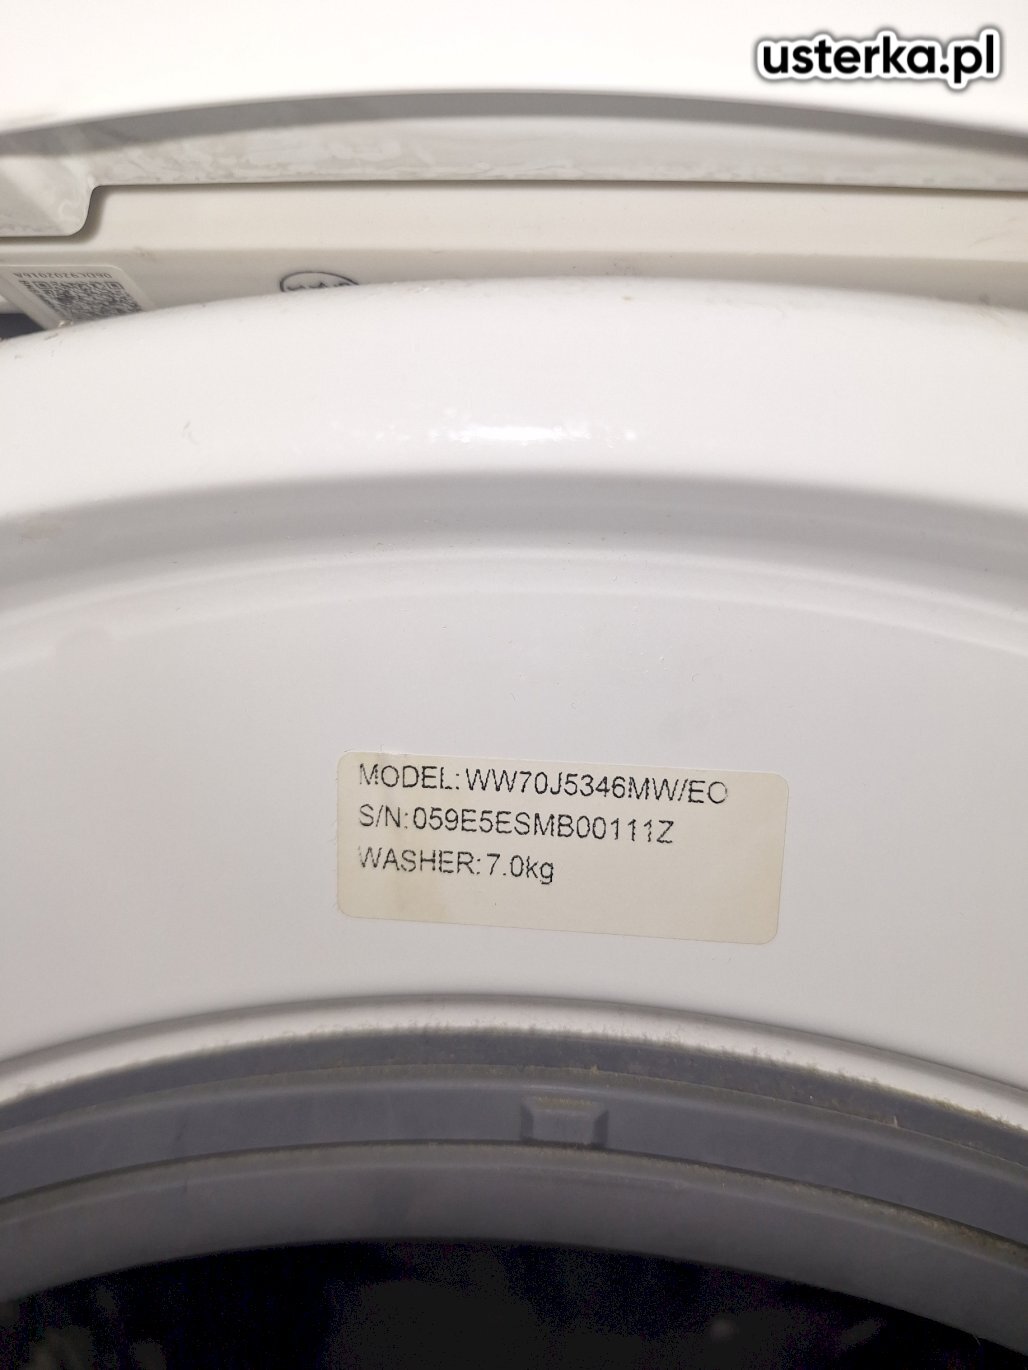 usterka.pl
MODEL:WW70J5346MW/EO
S/N:059E5ESMB00111Z
WASHER:7.0kg